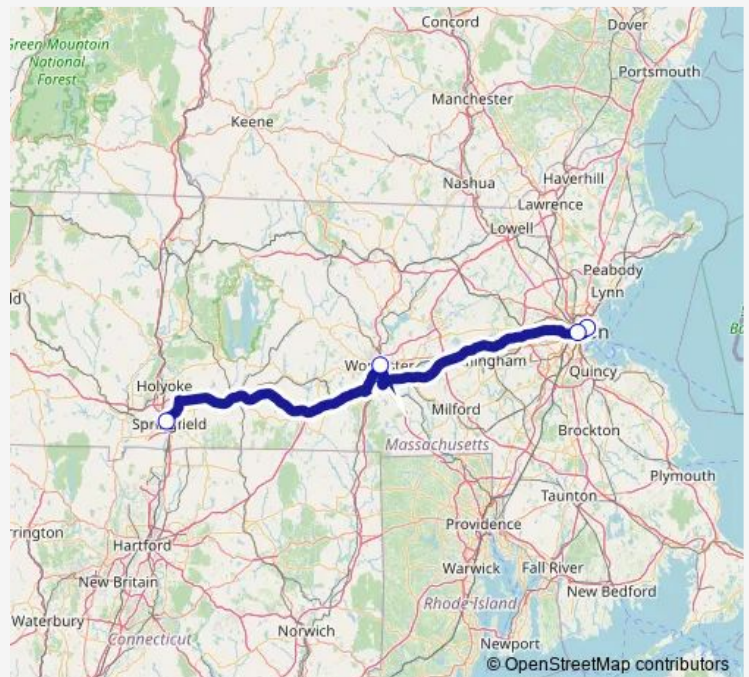 Concord
Dover
Green Mountain
National
Forest
Portsmouth
Manchester
Keene
Nashua
Haverhill
Lawrence
Lowell
Peabody
Lynn
Holyoke
Quincy
Milford
Brockton
Massachusetts
Plymouth
Taunton
Providence
Hartford
New Britain
Warwick
Fall River
New Bedford
Rhode Island
Waterbury
Connecticut
Norwich
Newport
© OpenStreetMap contributors